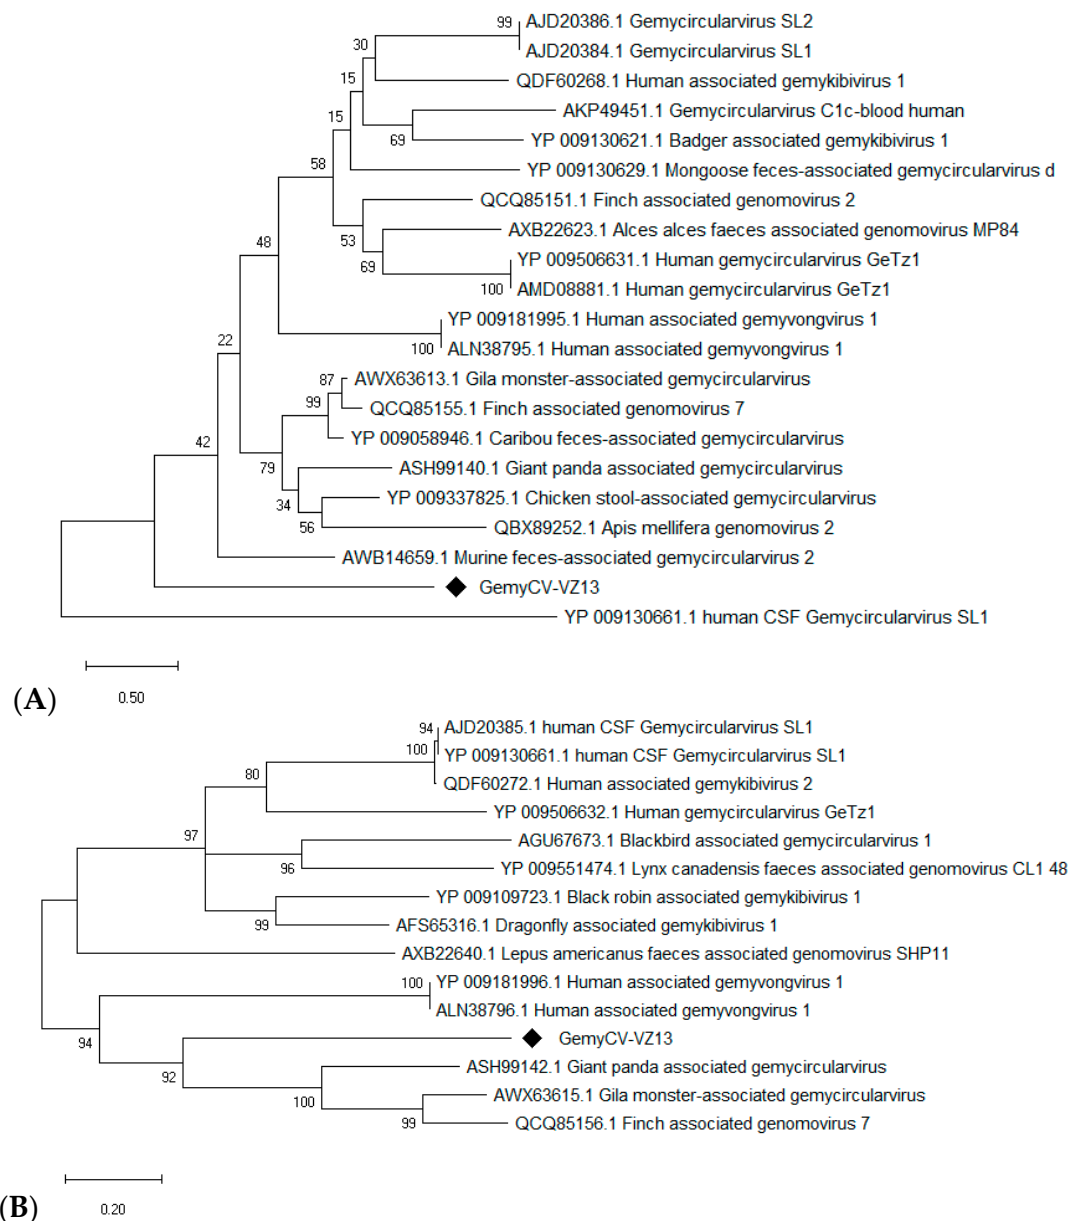 99 AJD20386.1 Gemycircularvirus SL2
30 AJD20384.1 Gemycircularvirus SL1
15 QDF60268.1 Human associated gemykibivirus 1
15 AKP49451.1 Gemycircularvirus C1c-blood human
69 YP 009130621.1 Badger associated gemykibivirus 1
58 YP 009130629.1 Mongoose feces-associated gemycircularvirus d
QCQ85151.1 Finch associated genomovirus 2
48 53 AXB22623.1 Alces alces faeces associated genomovirus MP84
69 YP 009506631.1 Human gemycircularvirus GeTz1
100 AMD08881.1 Human gemycircularvirus GeTz1
YP 009181995.1 Human associated gemyvongvirus 1
22 100 ALN38795.1 Human associated gemyvongvirus 1
87 AWX63613.1 Gila monster-associated gemycircularvirus
99 QCQ85155.1 Finch associated genomovirus 7
42 YP 009058946.1 Caribou feces-associated gemycircularvirus
79 ASH99140.1 Giant panda associated gemycircularvirus
34 YP 009337825.1 Chicken stool-associated gemycircularvirus
56 QBX89252.1 Apis mellifera genomovirus 2
AWB14659.1 Murine feces-associated gemycircularvirus 2
GemyCV-VZ13
YP 009130661.1 human CSF Gemycircularvirus SL1
0.50
(A)
94 AJD20385.1 human CSF Gemycircularvirus SL1
100 YP 009130661.1 human CSF Gemycircularvirus SL1
80 QDF60272.1 Human associated gemykibivirus 2
YP 009506632.1 Human gemycircularvirus GeTz1
97 AGU67673.1 Blackbird associated gemycircularvirus 1
96 YP 009551474.1 Lynx canadensis faeces associated genomovirus CL1 48
YP 009109723.1 Black robin associated gemykibivirus 1
99 AFS65316.1 Dragonfly associated gemykibivirus 1
AXB22640.1 Lepus americanus faeces associated genomovirus SHP11
100 YP 009181996.1 Human associated gemyvongvirus 1
ALN38796.1 Human associated gemyvongvirus 1
94 GemyCV-VZ13
92 ASH99142.1 Giant panda associated gemycircularvirus
100 AWX63615.1 Gila monster-associated gemycircularvirus
99 QCQ85156.1 Finch associated genomovirus 7
0.20
(B)